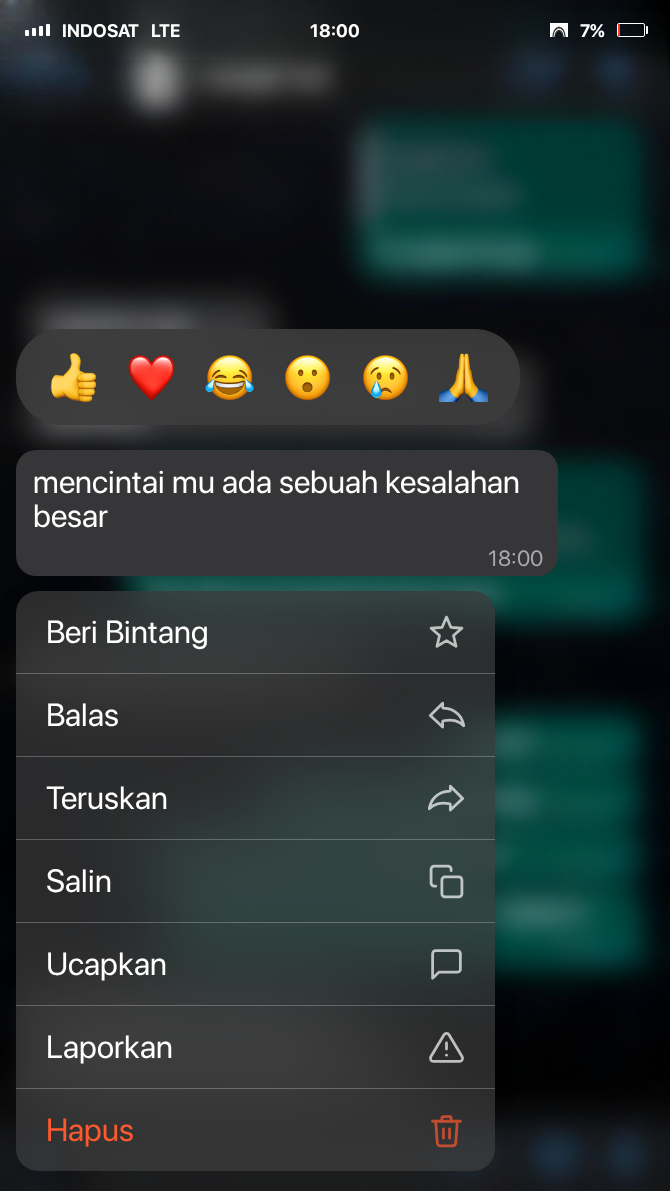 INDOSAT LTE 18:00 7%
mencintai mu ada sebuah kesalahan
besar
18:00
Beri Bintang
Balas
Teruskan
Salin
Ucapkan
Laporkan
Hapus